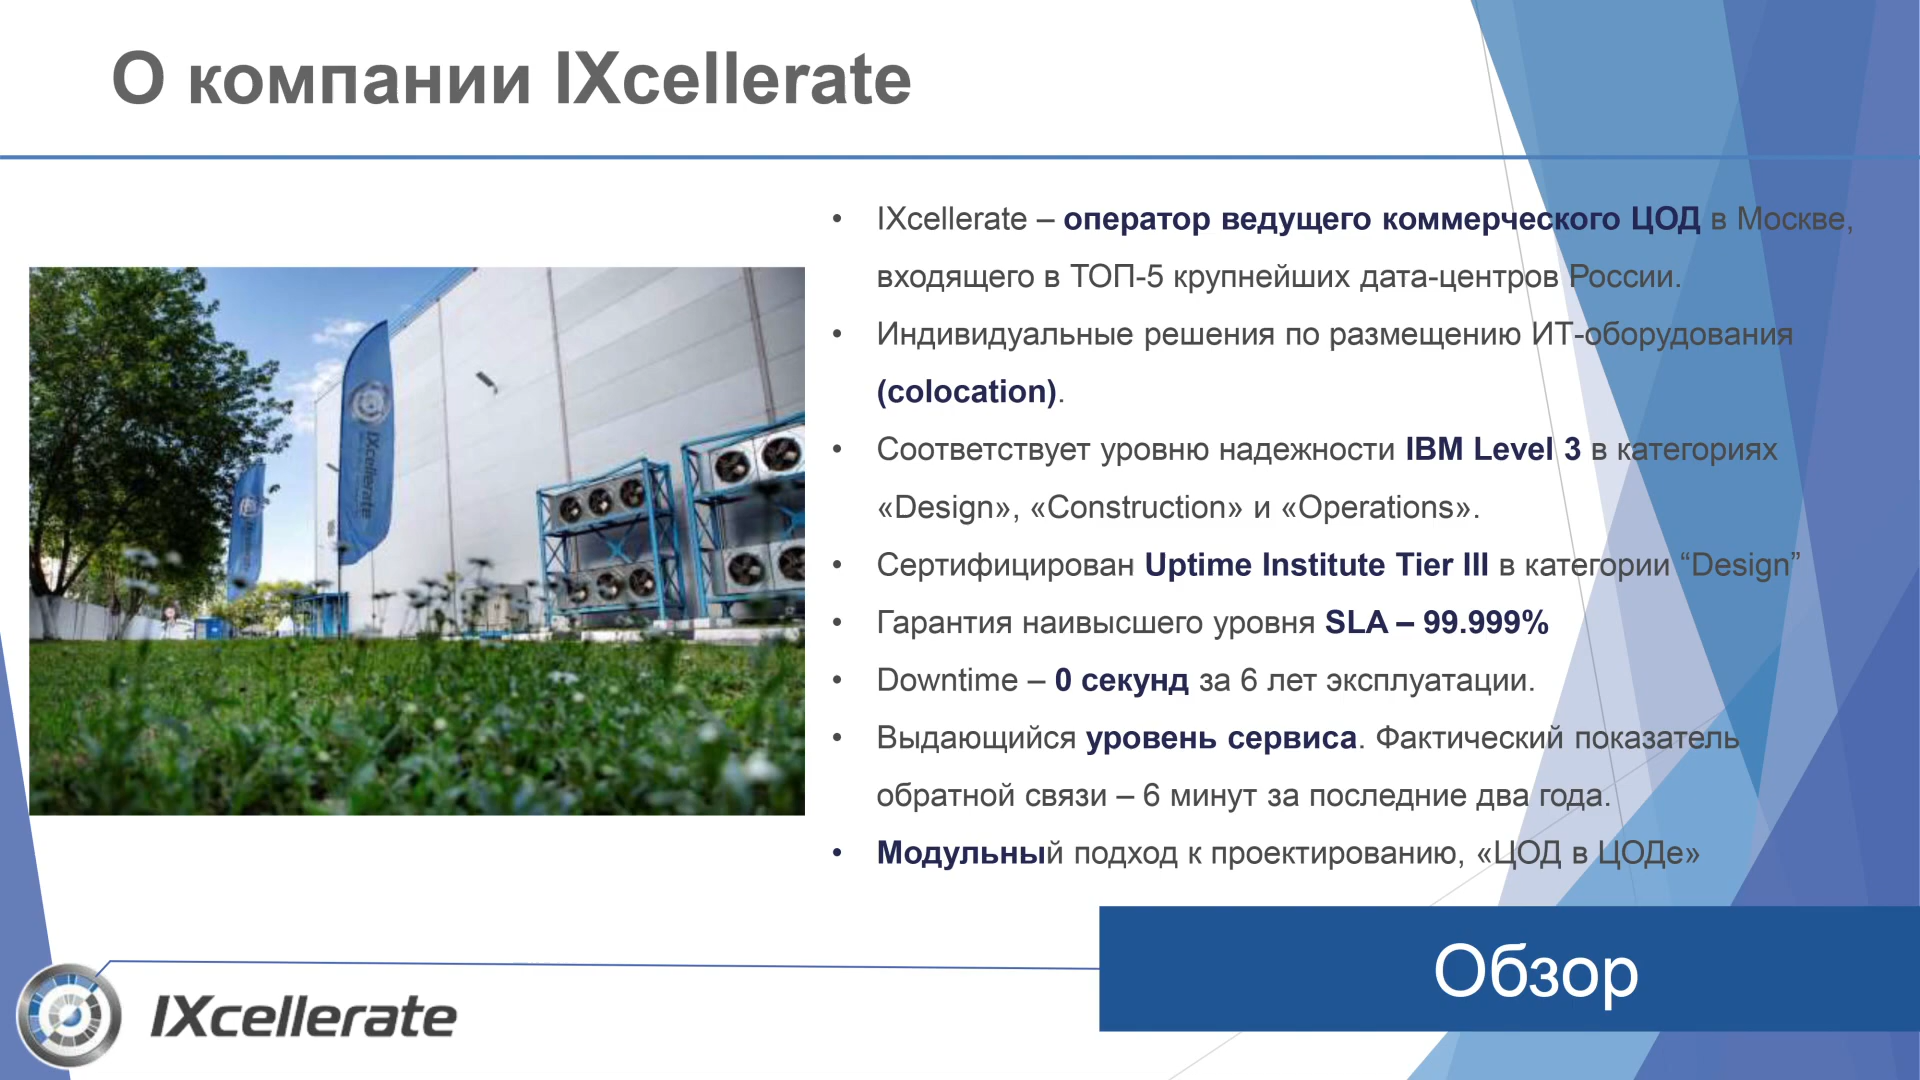 О компании IXcellerate
• IXcellerate – оператор ведущего коммерческого ЦОД в Москве,
входящего в ТОП-5 крупнейших дата-центров России.
• Индивидуальные решения по размещению ИТ-оборудования
(colocation).
• Соответствует уровню надежности IBM Level 3 в категориях
«Design», «Construction» и «Operations».
• Сертифицирован Uptime Institute Tier III в категории “Design”
• Гарантия наивысшего уровня SLA – 99.999%
• Downtime – 0 секунд за 6 лет эксплуатации.
• Выдающийся уровень сервиса. Фактический показатель
обратной связи – 6 минут за последние два года.
• Модульный подход к проектированию, «ЦОД в ЦОДе»
IXcellerate
IXcellerate
Обзор
IXcellerate